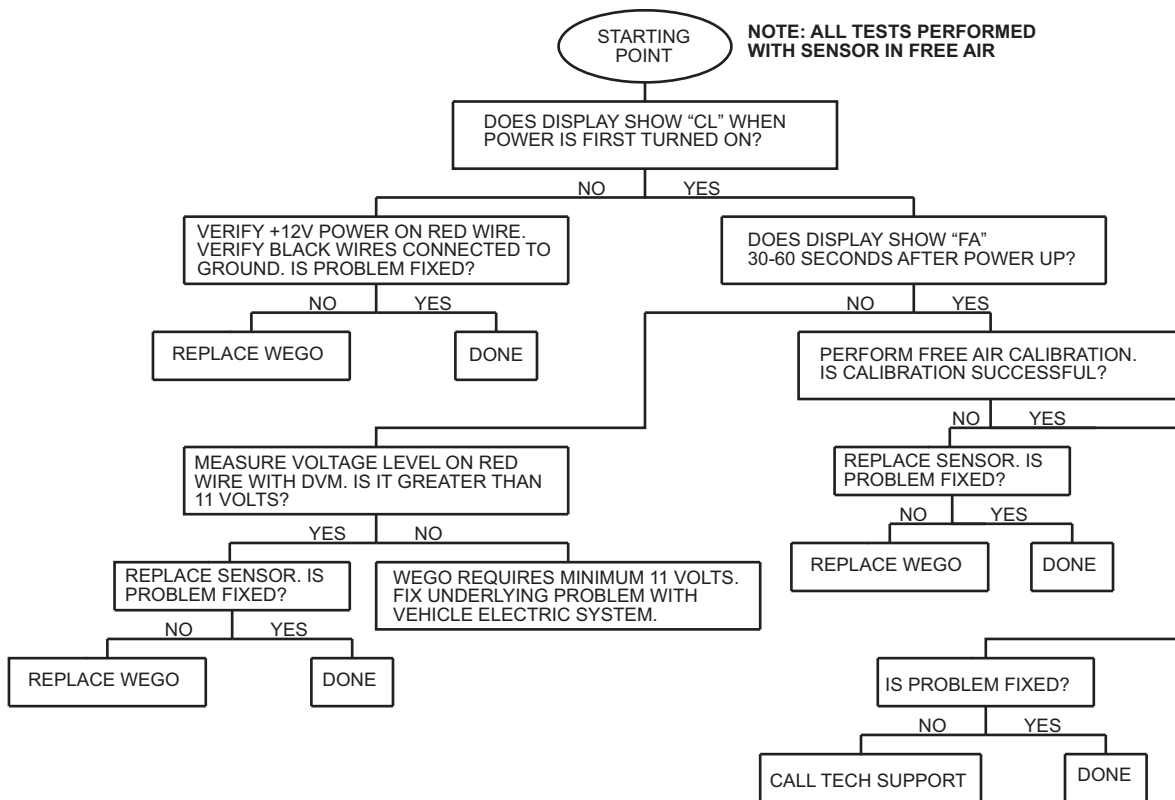 STARTING
POINT
NOTE: ALL TESTS PERFORMED
WITH SENSOR IN FREE AIR
DOES DISPLAY SHOW “CL” WHEN
POWER IS FIRST TURNED ON?
NO
YES
VERIFY +12V POWER ON RED WIRE.
VERIFY BLACK WIRES CONNECTED TO
GROUND. IS PROBLEM FIXED?
DOES DISPLAY SHOW “FA”
30-60 SECONDS AFTER POWER UP?
NO
YES
NO
YES
REPLACE WEGO
DONE
PERFORM FREE AIR CALIBRATION.
IS CALIBRATION SUCCESSFUL?
NO
YES
MEASURE VOLTAGE LEVEL ON RED
WIRE WITH DVM. IS IT GREATER THAN
11 VOLTS?
REPLACE SENSOR. IS
PROBLEM FIXED?
YES
NO
NO
YES
REPLACE SENSOR. IS
PROBLEM FIXED?
WEGO REQUIRES MINIMUM 11 VOLTS.
FIX UNDERLYING PROBLEM WITH
VEHICLE ELECTRIC SYSTEM.
REPLACE WEGO
DONE
NO
YES
REPLACE WEGO
DONE
IS PROBLEM FIXED?
NO
YES
CALL TECH SUPPORT
DONE